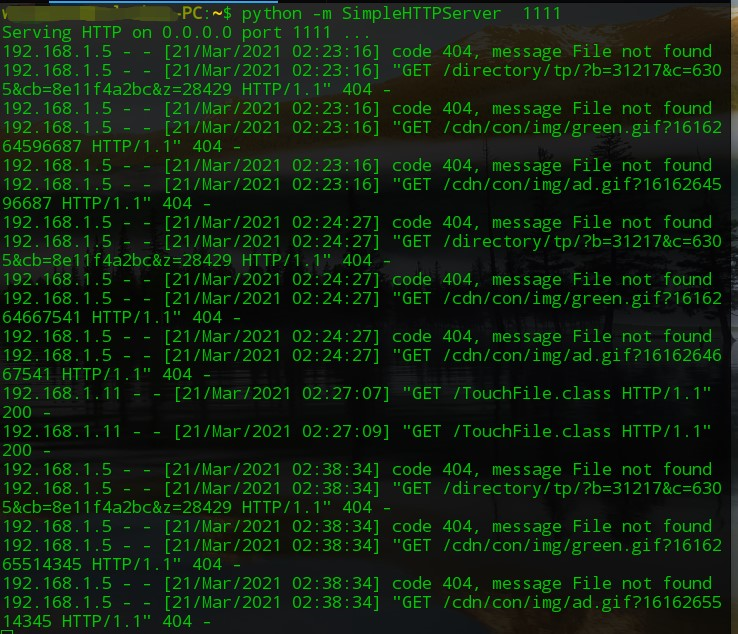 -PC:~$ python -m SimpleHTTPServer  1111
Serving HTTP on 0.0.0.0 port 1111 ...
192.168.1.5 - - [21/Mar/2021 02:23:16] code 404, message File not found
192.168.1.5 - - [21/Mar/2021 02:23:16] "GET /directory/tp/?b=31217&c=630
5&cb=8e11f4a2bc&z=28429 HTTP/1.1" 404 -
192.168.1.5 - - [21/Mar/2021 02:23:16] code 404, message File not found
192.168.1.5 - - [21/Mar/2021 02:23:16] "GET /cdn/con/img/green.gif?16162
64596687 HTTP/1.1" 404 -
192.168.1.5 - - [21/Mar/2021 02:23:16] code 404, message File not found
192.168.1.5 - - [21/Mar/2021 02:23:16] "GET /cdn/con/img/ad.gif?16162645
96687 HTTP/1.1" 404 -
192.168.1.5 - - [21/Mar/2021 02:24:27] code 404, message File not found
192.168.1.5 - - [21/Mar/2021 02:24:27] "GET /directory/tp/?b=31217&c=630
5&cb=8e11f4a2bc&z=28429 HTTP/1.1" 404 -
192.168.1.5 - - [21/Mar/2021 02:24:27] code 404, message File not found
192.168.1.5 - - [21/Mar/2021 02:24:27] "GET /cdn/con/img/green.gif?16162
64667541 HTTP/1.1" 404 -
192.168.1.5 - - [21/Mar/2021 02:24:27] code 404, message File not found
192.168.1.5 - - [21/Mar/2021 02:24:27] "GET /cdn/con/img/ad.gif?16162646
67541 HTTP/1.1" 404 -
192.168.1.11 - - [21/Mar/2021 02:27:07] "GET /TouchFile.class HTTP/1.1"
200 -
192.168.1.11 - - [21/Mar/2021 02:27:09] "GET /TouchFile.class HTTP/1.1"
200 -
192.168.1.5 - - [21/Mar/2021 02:38:34] code 404, message File not found
192.168.1.5 - - [21/Mar/2021 02:38:34] "GET /directory/tp/?b=31217&c=630
5&cb=8e11f4a2bc&z=28429 HTTP/1.1" 404 -
192.168.1.5 - - [21/Mar/2021 02:38:34] code 404, message File not found
192.168.1.5 - - [21/Mar/2021 02:38:34] "GET /cdn/con/img/green.gif?16162
65514345 HTTP/1.1" 404 -
192.168.1.5 - - [21/Mar/2021 02:38:34] code 404, message File not found
192.168.1.5 - - [21/Mar/2021 02:38:34] "GET /cdn/con/img/ad.gif?16162655
14345 HTTP/1.1" 404 -